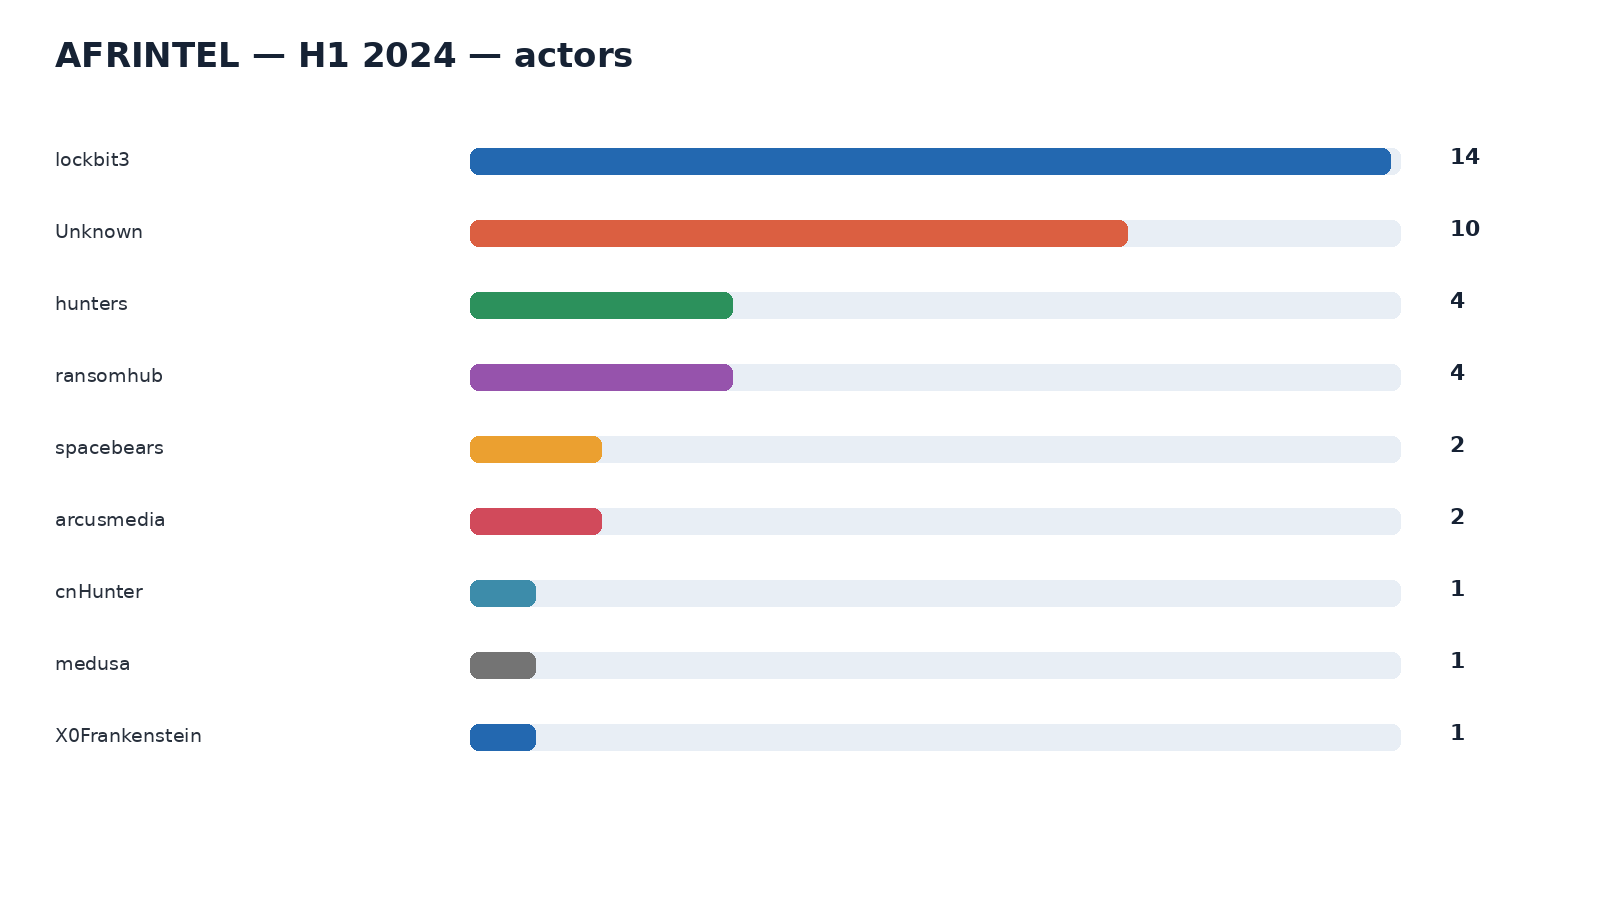 AFRINTEL — H1 2024 — actors
lockbit3 14
Unknown 10
hunters 4
ransomhub 4
spacebears 2
arcusmedia 2
cnHunter 1
medusa 1
X0Frankenstein 1